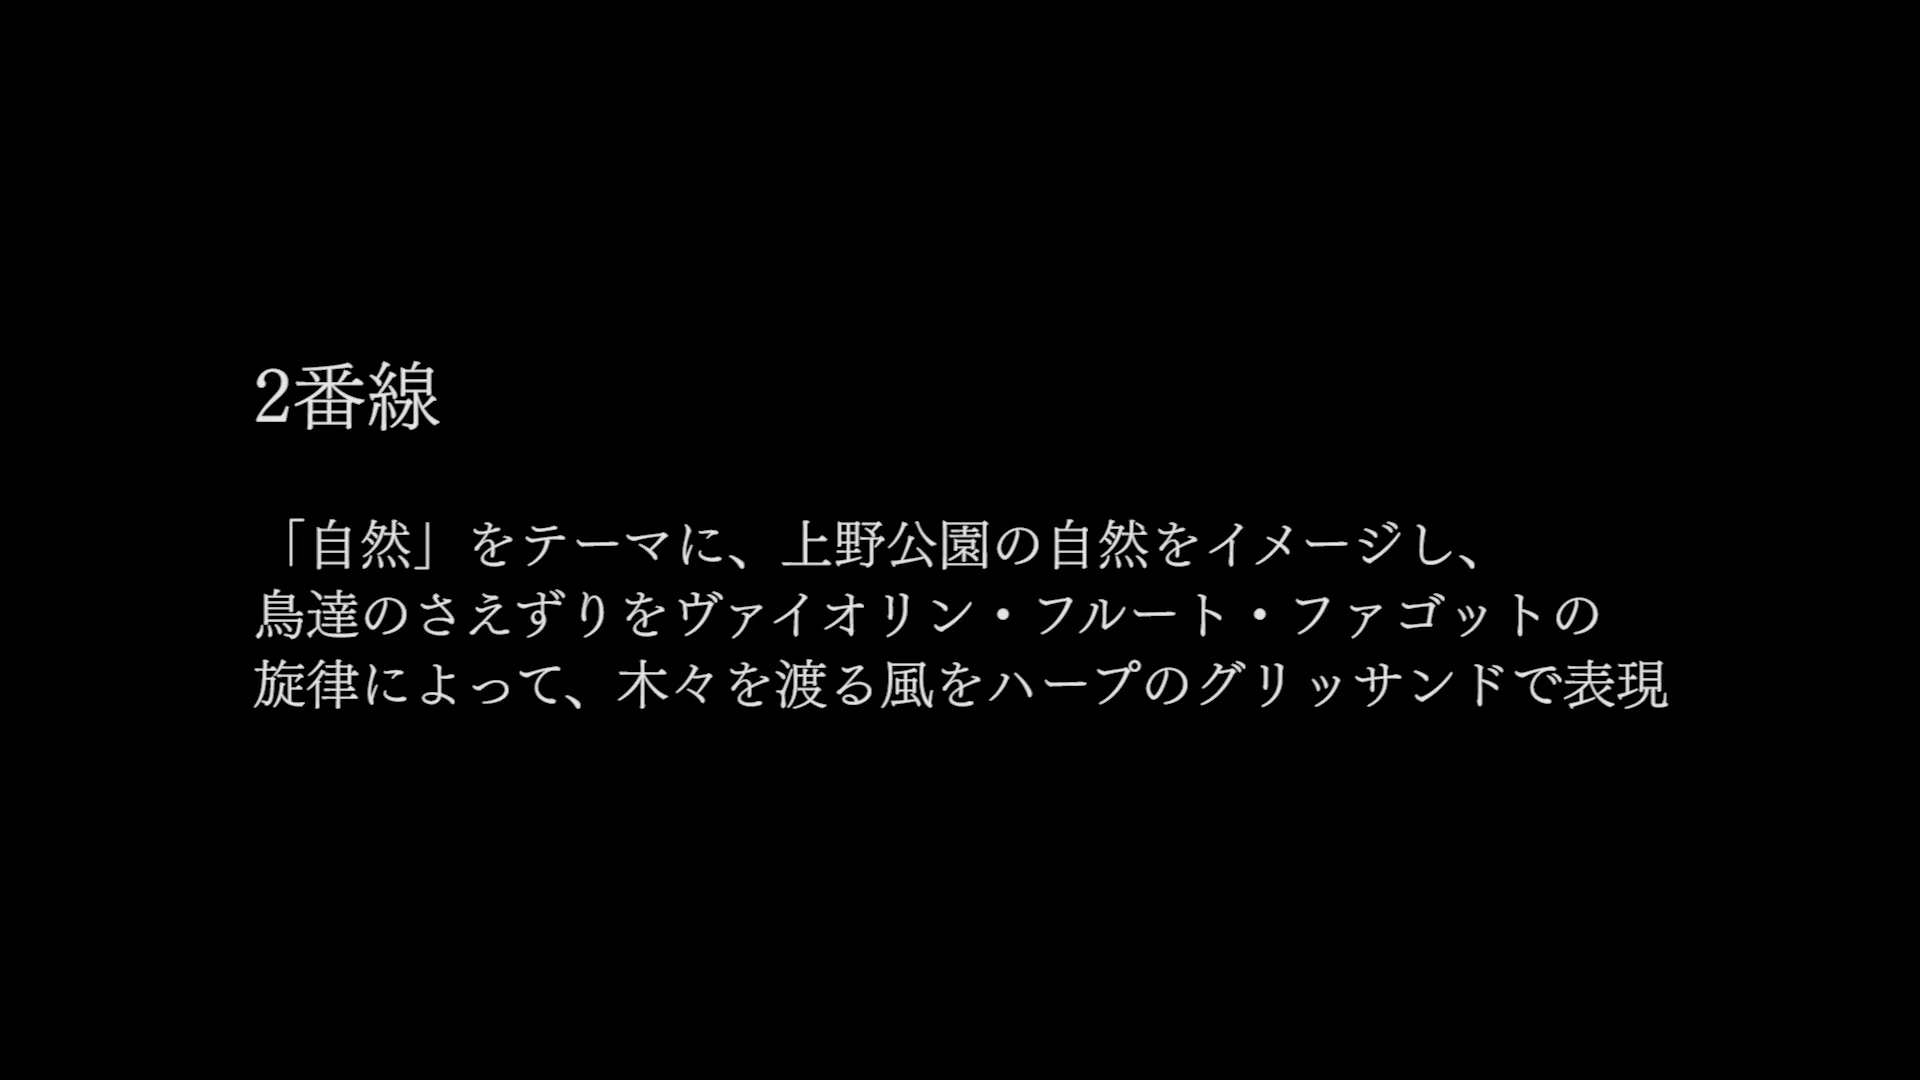 2番線
「自然」をテーマに、上野公園の自然をイメージし、
鳥達のさえずりをヴァイオリン・フルート・ファゴットの
旋律によって、木々を渡る風をハープのグリッサンドで表現